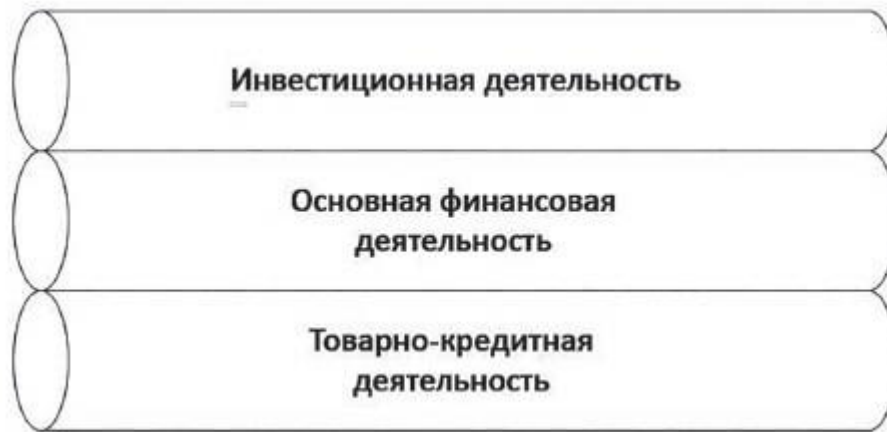 Инвестиционная деятельность
Основная финансовая
деятельность
Товарно-кредитная
деятельность